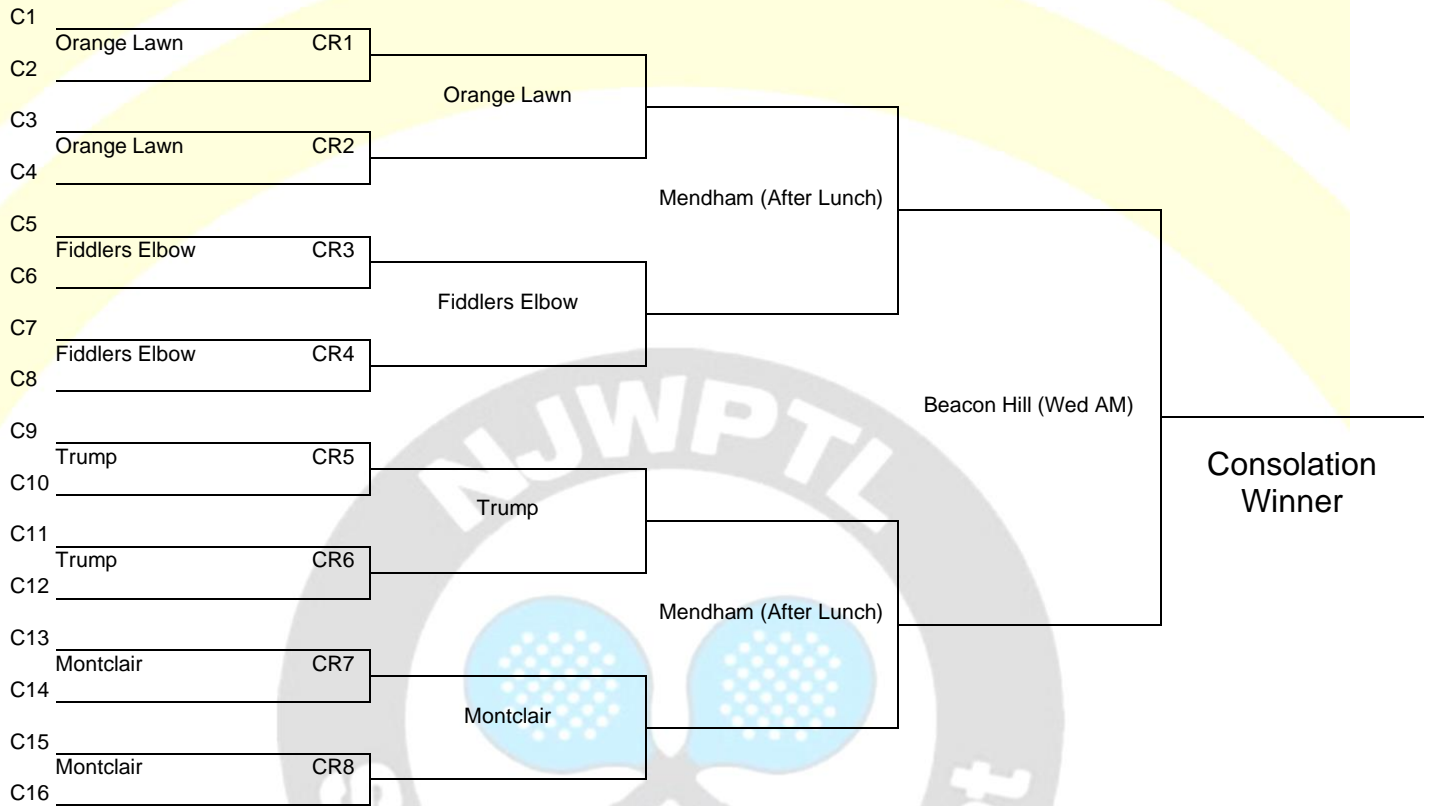 C1
Orange Lawn CR1
C2
Orange Lawn
C3
Orange Lawn CR2
C4
Mendham (After Lunch)
C5
Fiddlers Elbow CR3
C6
Fiddlers Elbow
C7
Fiddlers Elbow CR4
C8
Beacon Hill (Wed AM)
C9
Trump CR5
C10
Consolation
Winner
Trump
C11
Trump CR6
C12
Mendham (After Lunch)
C13
Montclair CR7
C14
Montclair
C15
Montclair CR8
C16
NJWPTL